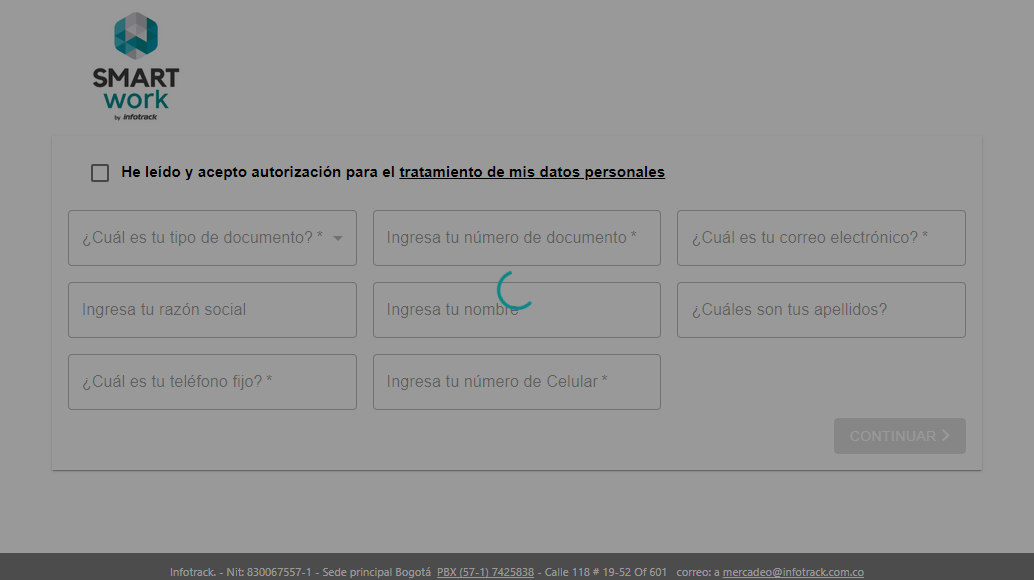 SMART
work
by infotrack
He leído y acepto autorización para el tratamiento de mis datos personales
¿Cuál es tu tipo de documento? * Ingresa tu número de documento * ¿Cuál es tu correo electrónico? *
Ingresa tu razón social Ingresa tu nombre ¿Cuáles son tus apellidos?
¿Cuál es tu teléfono fijo? * Ingresa tu número de Celular *
CONTINUAR
Infotrack. - Nit: 830067557-1 - Sede principal Bogotá PBX (57-1) 7425838 - Calle 118 # 19-52 Of 601 correo: a mercadeo@infotrack.com.co